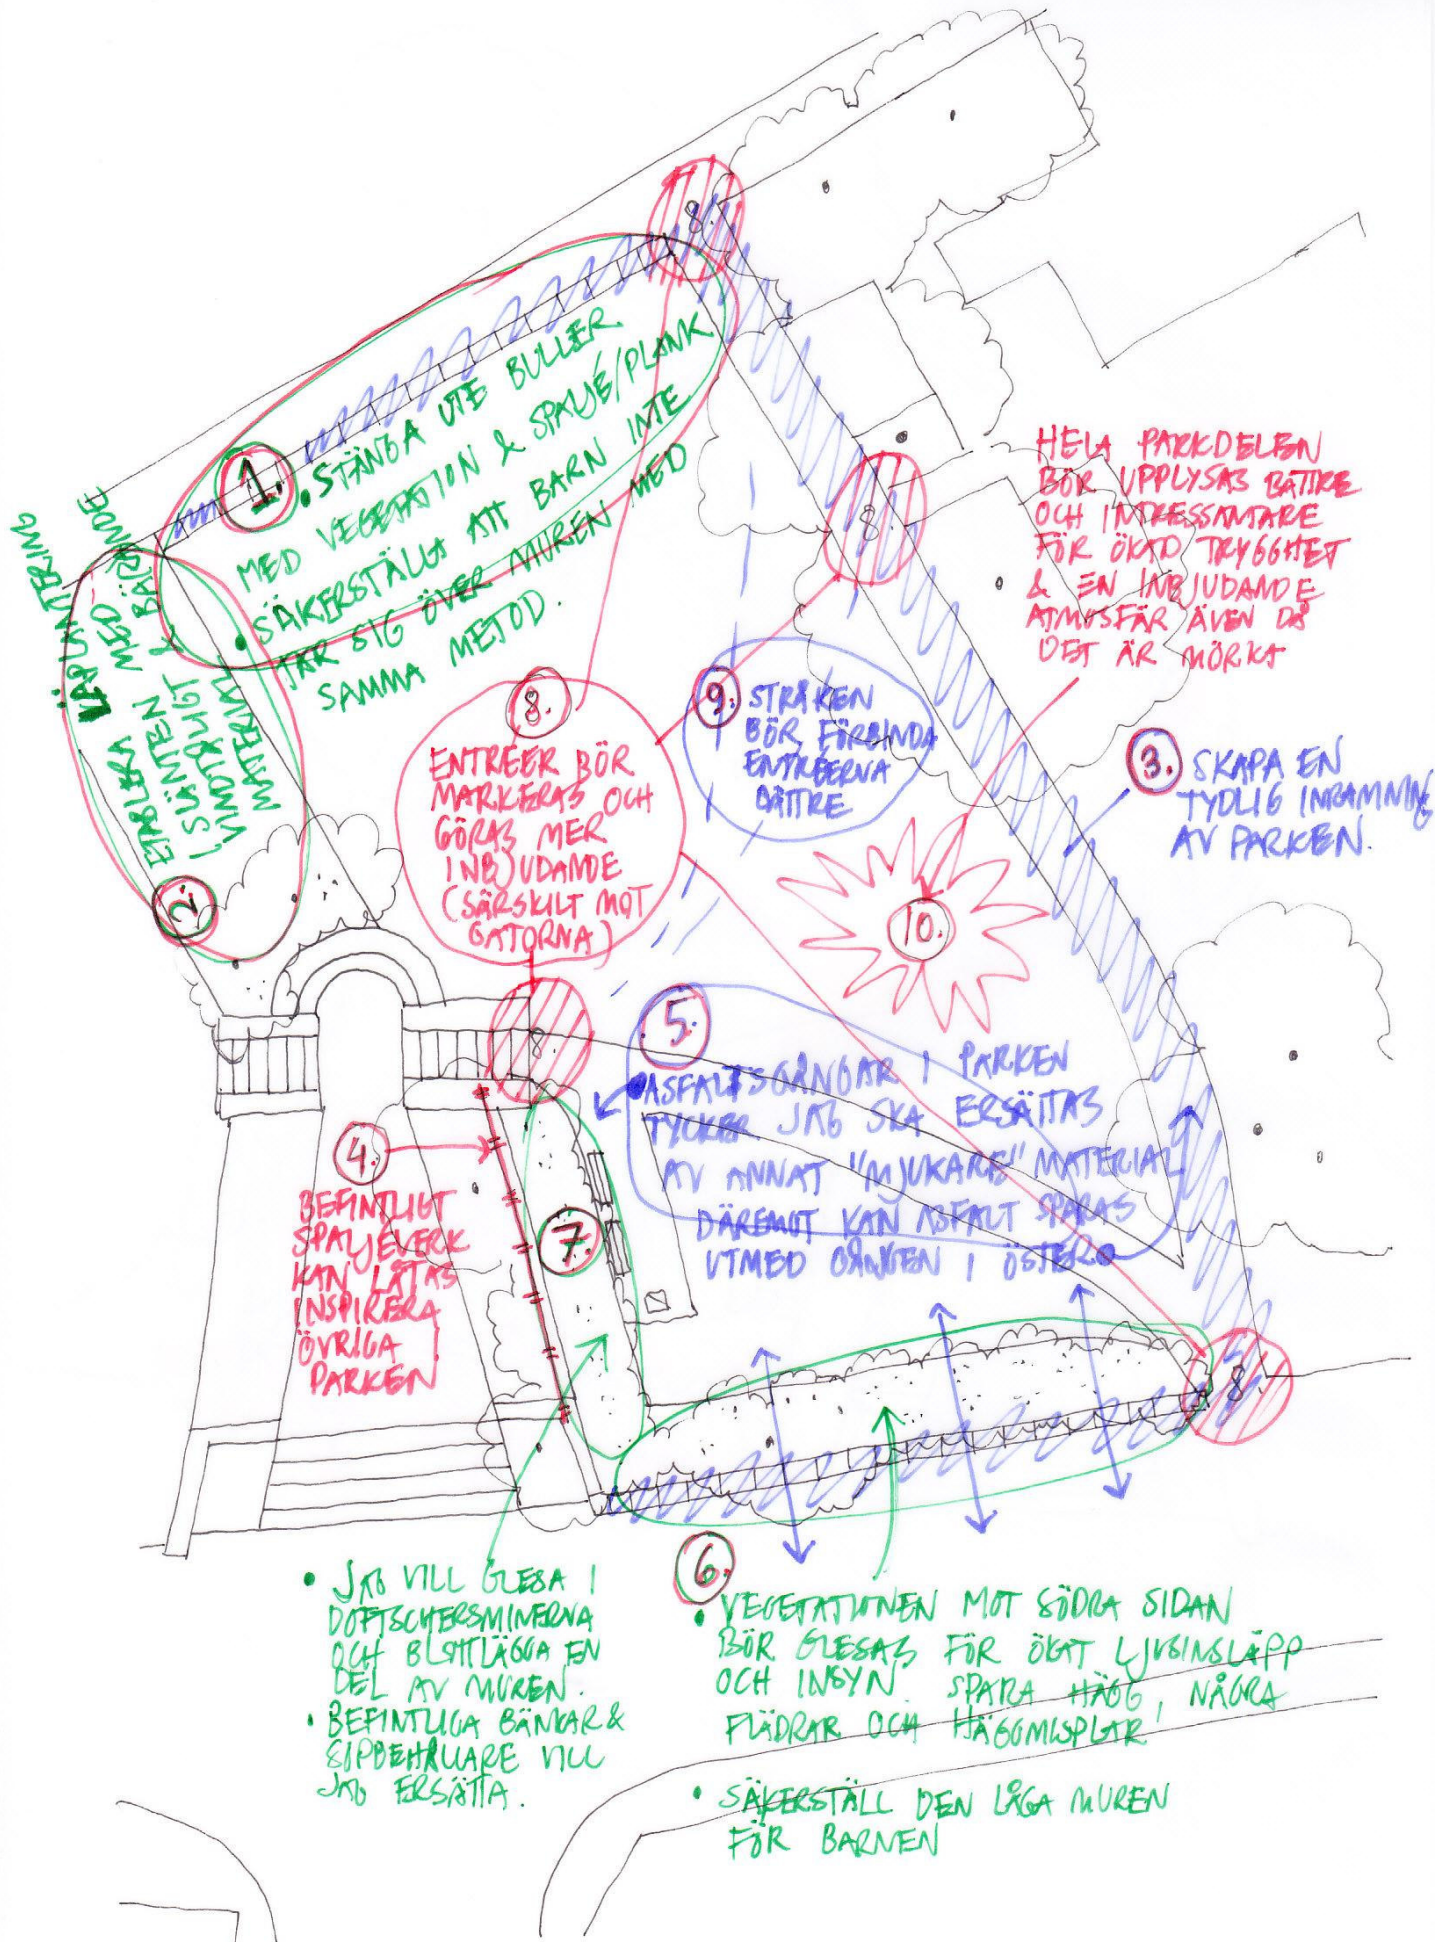 8.
1.
• STÄNGA UTE BULLER
MED VEGETATION & SPALJÉ/PLANK
• SÄKERSTÄLLA ATT BARN INTE
TAR SIG ÖVER MUREN MED
SAMMA METOD.
2.
ETABLERA LÄPLANTERING
(SLÄNTEN MED
VINDTÅLIGT & BÄRANDE
MATERIAL
8.
HELA PARKDELEN
BÖR UPPLYSAS BÄTTRE
OCH INTRESSANTARE
FÖR ÖKAD TRYGGHET
& EN INBJUDANDE
ATMOSFÄR ÄVEN DÅ
DET ÄR MÖRKT
8.
ENTRÉER BÖR
MARKERAS OCH
GÖRAS MER
INBJUDANDE
(SÄRSKILT MOT
GATORNA)
9.
STRÅKEN
BÖR FÖRBINDA
ENTRÉERNA
BÄTTRE
3.
SKAPA EN
TYDLIG INRAMNING
AV PARKEN.
10.
8.
5.
• ASFALTSGÅNGAR I PARKEN
TYCKER JAG SKA ERSÄTTAS
AV ANNAT "MJUKARE" MATERIAL
DÄREMOT KAN ASFALT SPARAS
UTMED GÅNGEN I ÖSTER
4.
BEFINTLIGT
SPALJÉVERK
KAN LÅTAS
INSPIRERA
ÖVRIGA
PARKEN
7.
8.
• JAG VILL GLESA I
DOFTSCHERSMINERNA
OCH BLOTTLÄGGA EN
DEL AV MUREN.
• BEFINTLIGA BÄNKAR &
SOPBEHÅLLARE VILL
JAG ERSÄTTA.
6.
• VEGETATIONEN MOT SÖDRA SIDAN
BÖR GLESAS FÖR ÖKAT LJUSINSLÄPP
OCH INSYN. SPARA HÄGG, NÅGRA
FLÄDRAR OCH HÄGGMISPLAR
• SÄKERSTÄLL DEN LÅGA MUREN
FÖR BARNEN